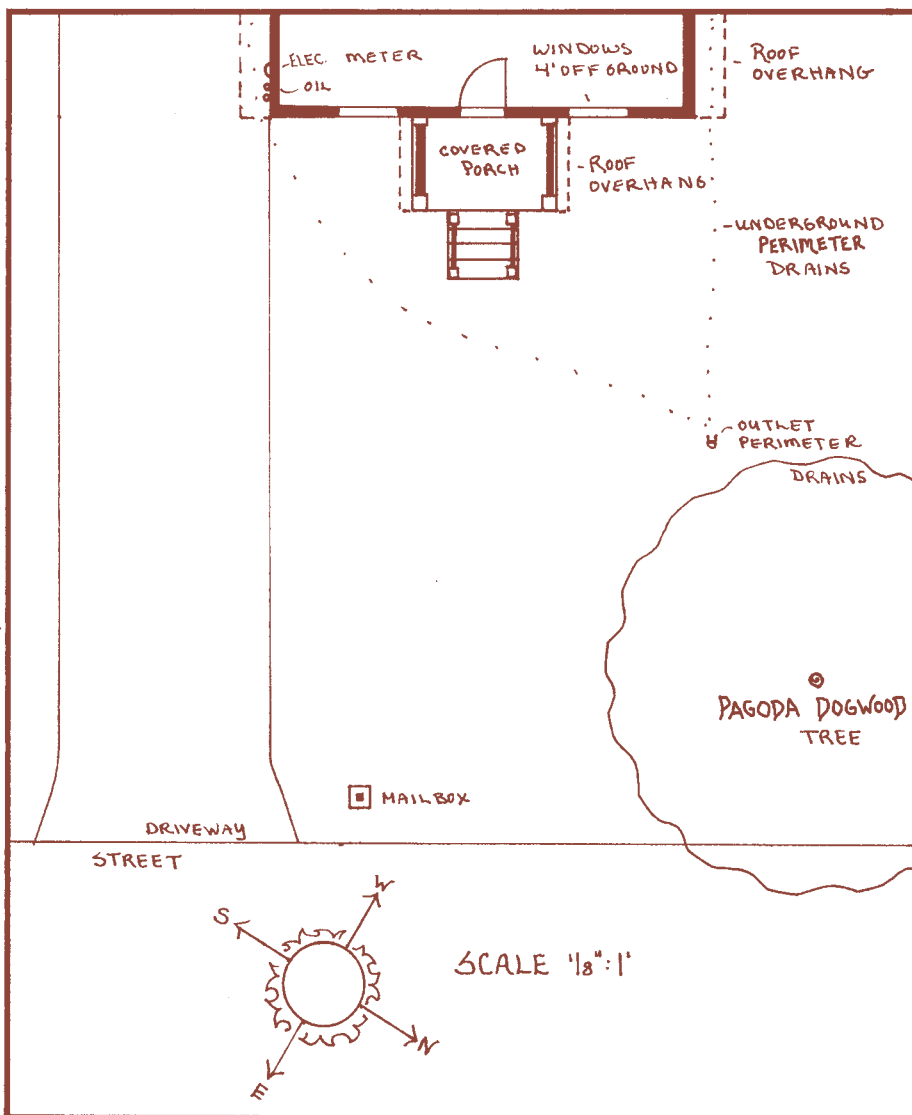 ELEC. METER
OIL
WINDOWS
4' OFF GROUND
ROOF
OVERHANG
COVERED
PORCH
ROOF
OVERHANG
UNDERGROUND
PERIMETER
DRAINS
OUTLET
PERIMETER
DRAINS
PAGODA DOGWOOD
TREE
MAILBOX
DRIVEWAY
STREET
W
S
SCALE 1/8":1'
N
E